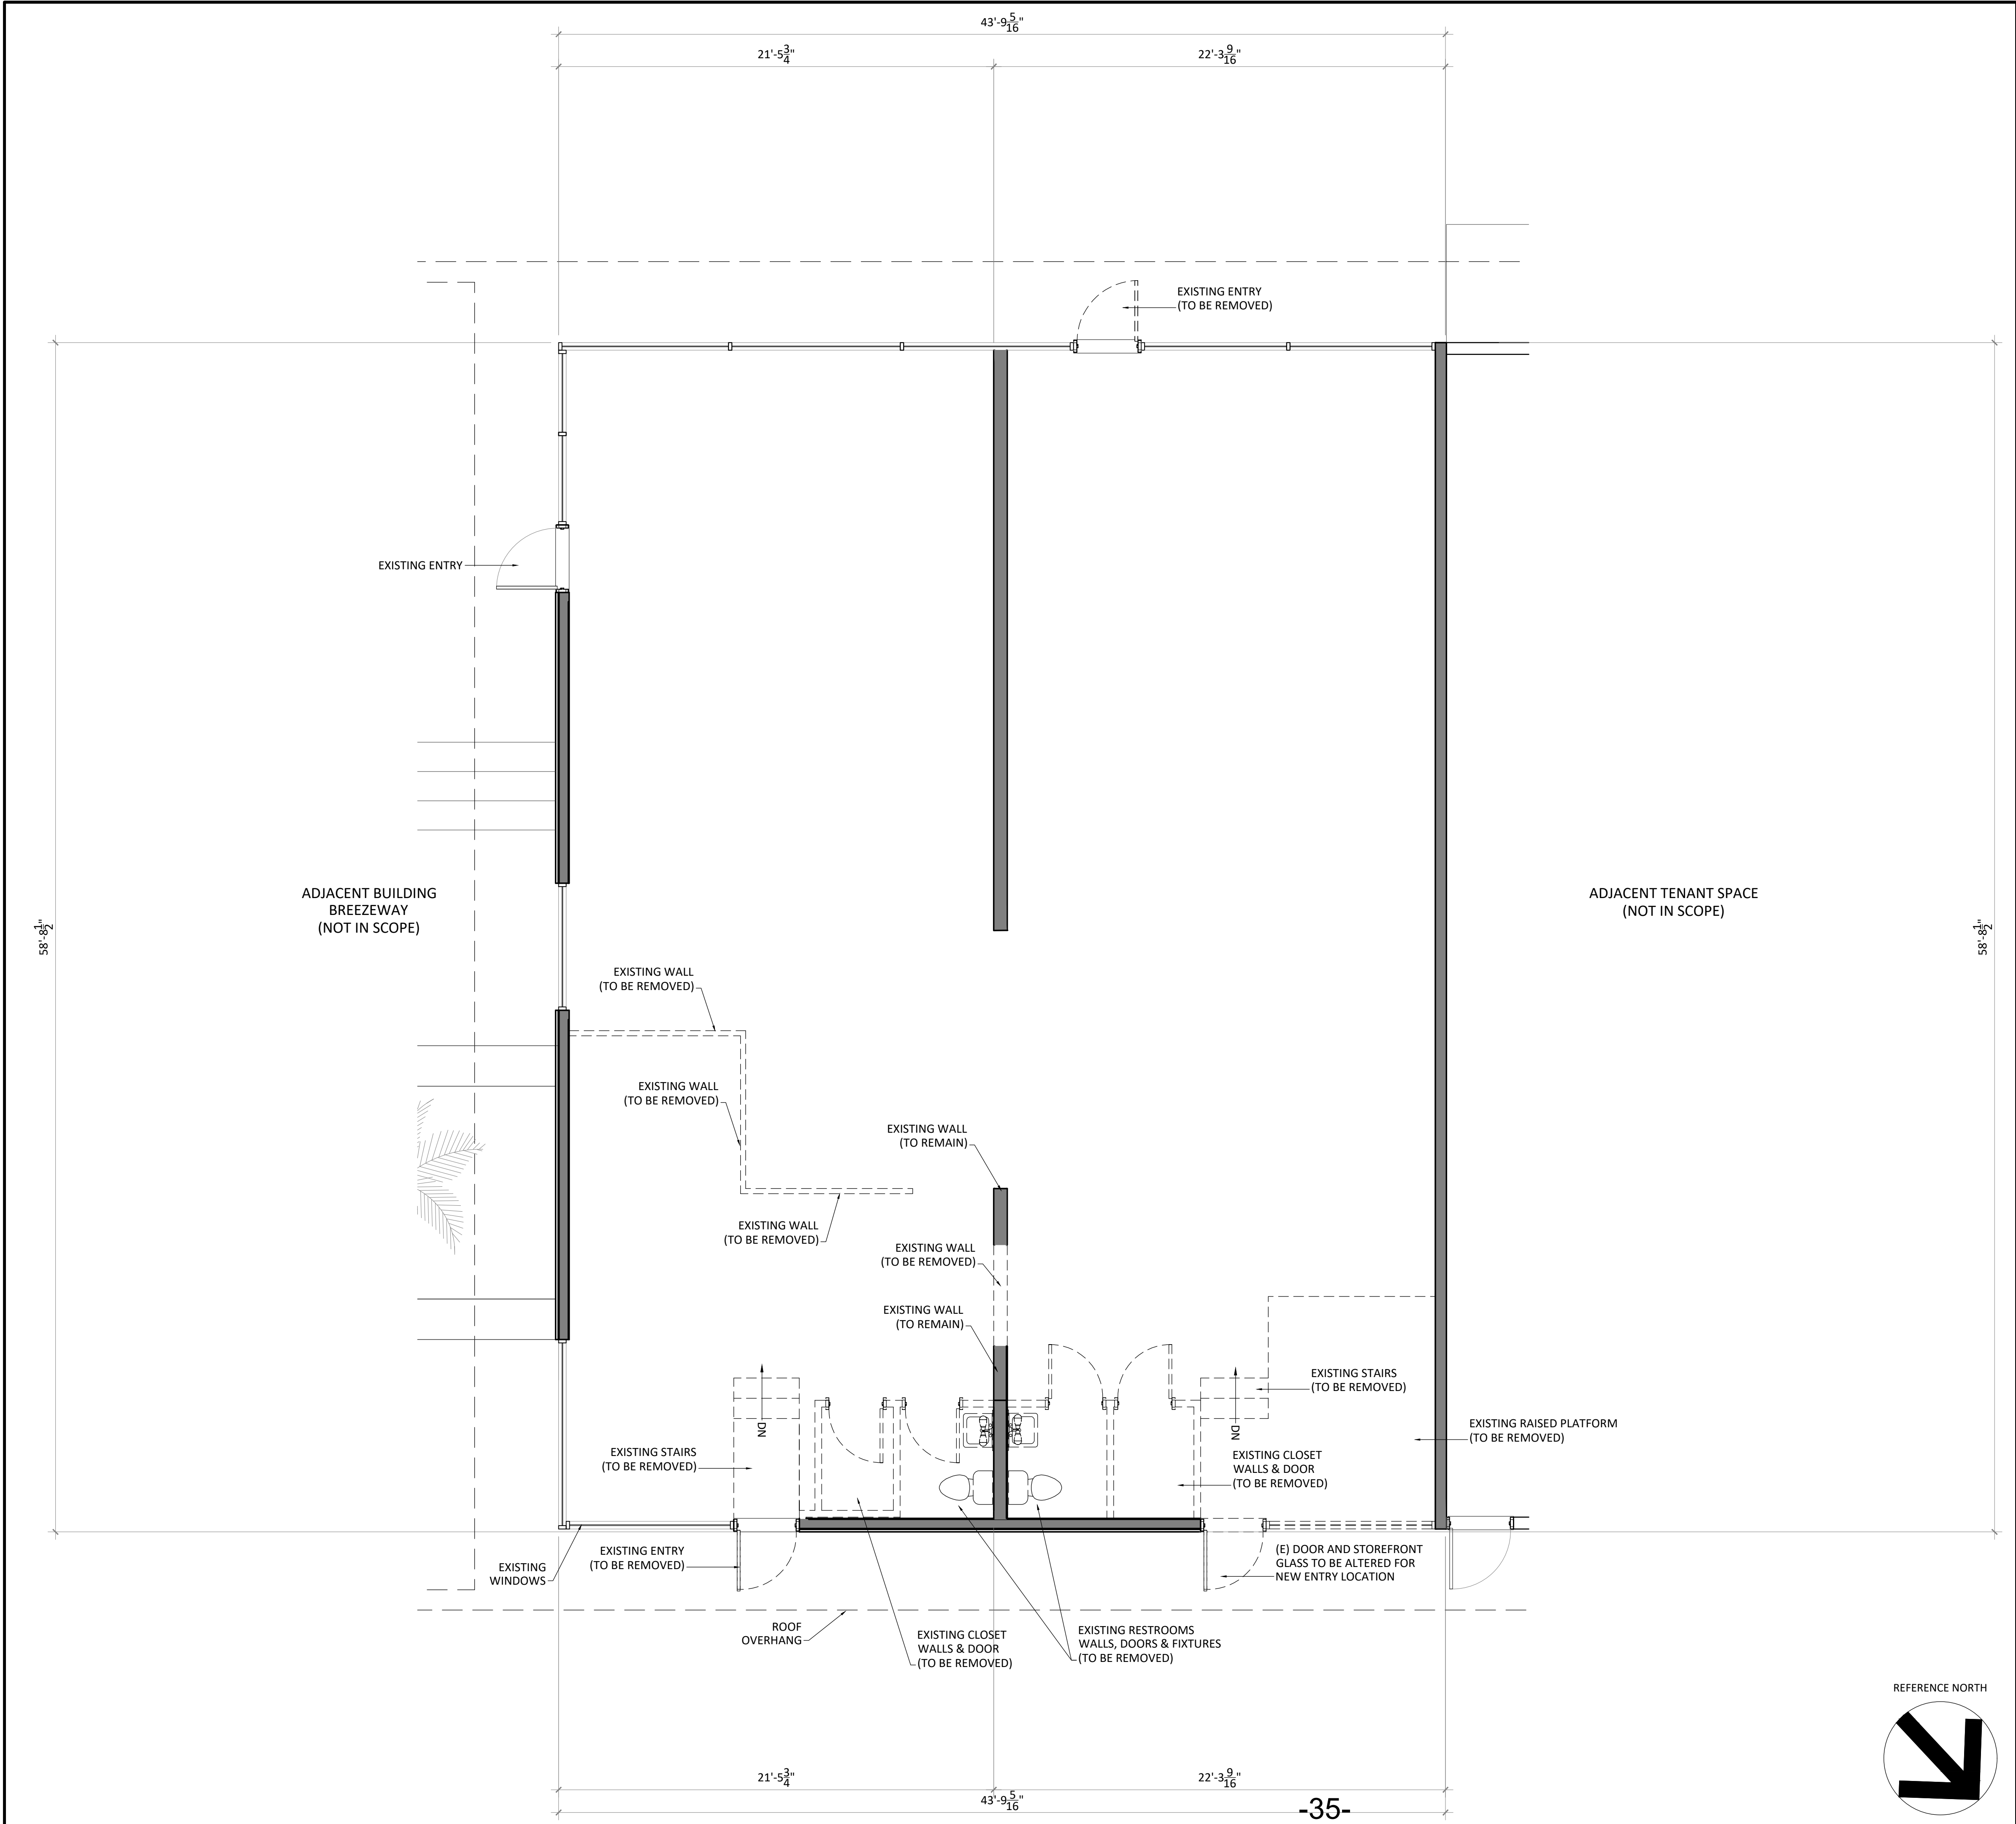 43'-9 5/16"
21'-5 3/4"
22'-3 9/16"
EXISTING ENTRY
(TO BE REMOVED)
EXISTING ENTRY
ADJACENT BUILDING
BREEZEWAY
(NOT IN SCOPE)
ADJACENT TENANT SPACE
(NOT IN SCOPE)
58'-8 1/2"
58'-8 1/2"
EXISTING WALL
(TO BE REMOVED)
EXISTING WALL
(TO BE REMOVED)
EXISTING WALL
(TO REMAIN)
EXISTING WALL
(TO BE REMOVED)
EXISTING WALL
(TO BE REMOVED)
EXISTING WALL
(TO REMAIN)
EXISTING STAIRS
(TO BE REMOVED)
EXISTING RAISED PLATFORM
(TO BE REMOVED)
DN
DN
EXISTING STAIRS
(TO BE REMOVED)
EXISTING CLOSET
WALLS & DOOR
(TO BE REMOVED)
EXISTING
WINDOWS
EXISTING ENTRY
(TO BE REMOVED)
(E) DOOR AND STOREFRONT
GLASS TO BE ALTERED FOR
NEW ENTRY LOCATION
ROOF
OVERHANG
EXISTING CLOSET
WALLS & DOOR
(TO BE REMOVED)
EXISTING RESTROOMS
WALLS, DOORS & FIXTURES
(TO BE REMOVED)
REFERENCE NORTH
21'-5 3/4"
22'-3 9/16"
43'-9 5/16"
-35-